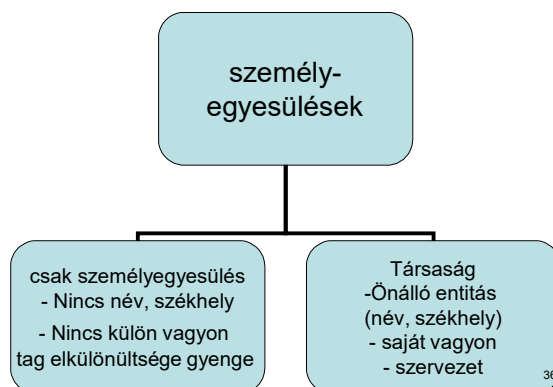 személy-
egyesülések
csak személyegyesülés
- Nincs név, székhely
- Nincs külön vagyon
tag elkülönültsége gyenge
Társaság
-Önálló entitás
(név, székhely)
- saját vagyon
- szervezet
36